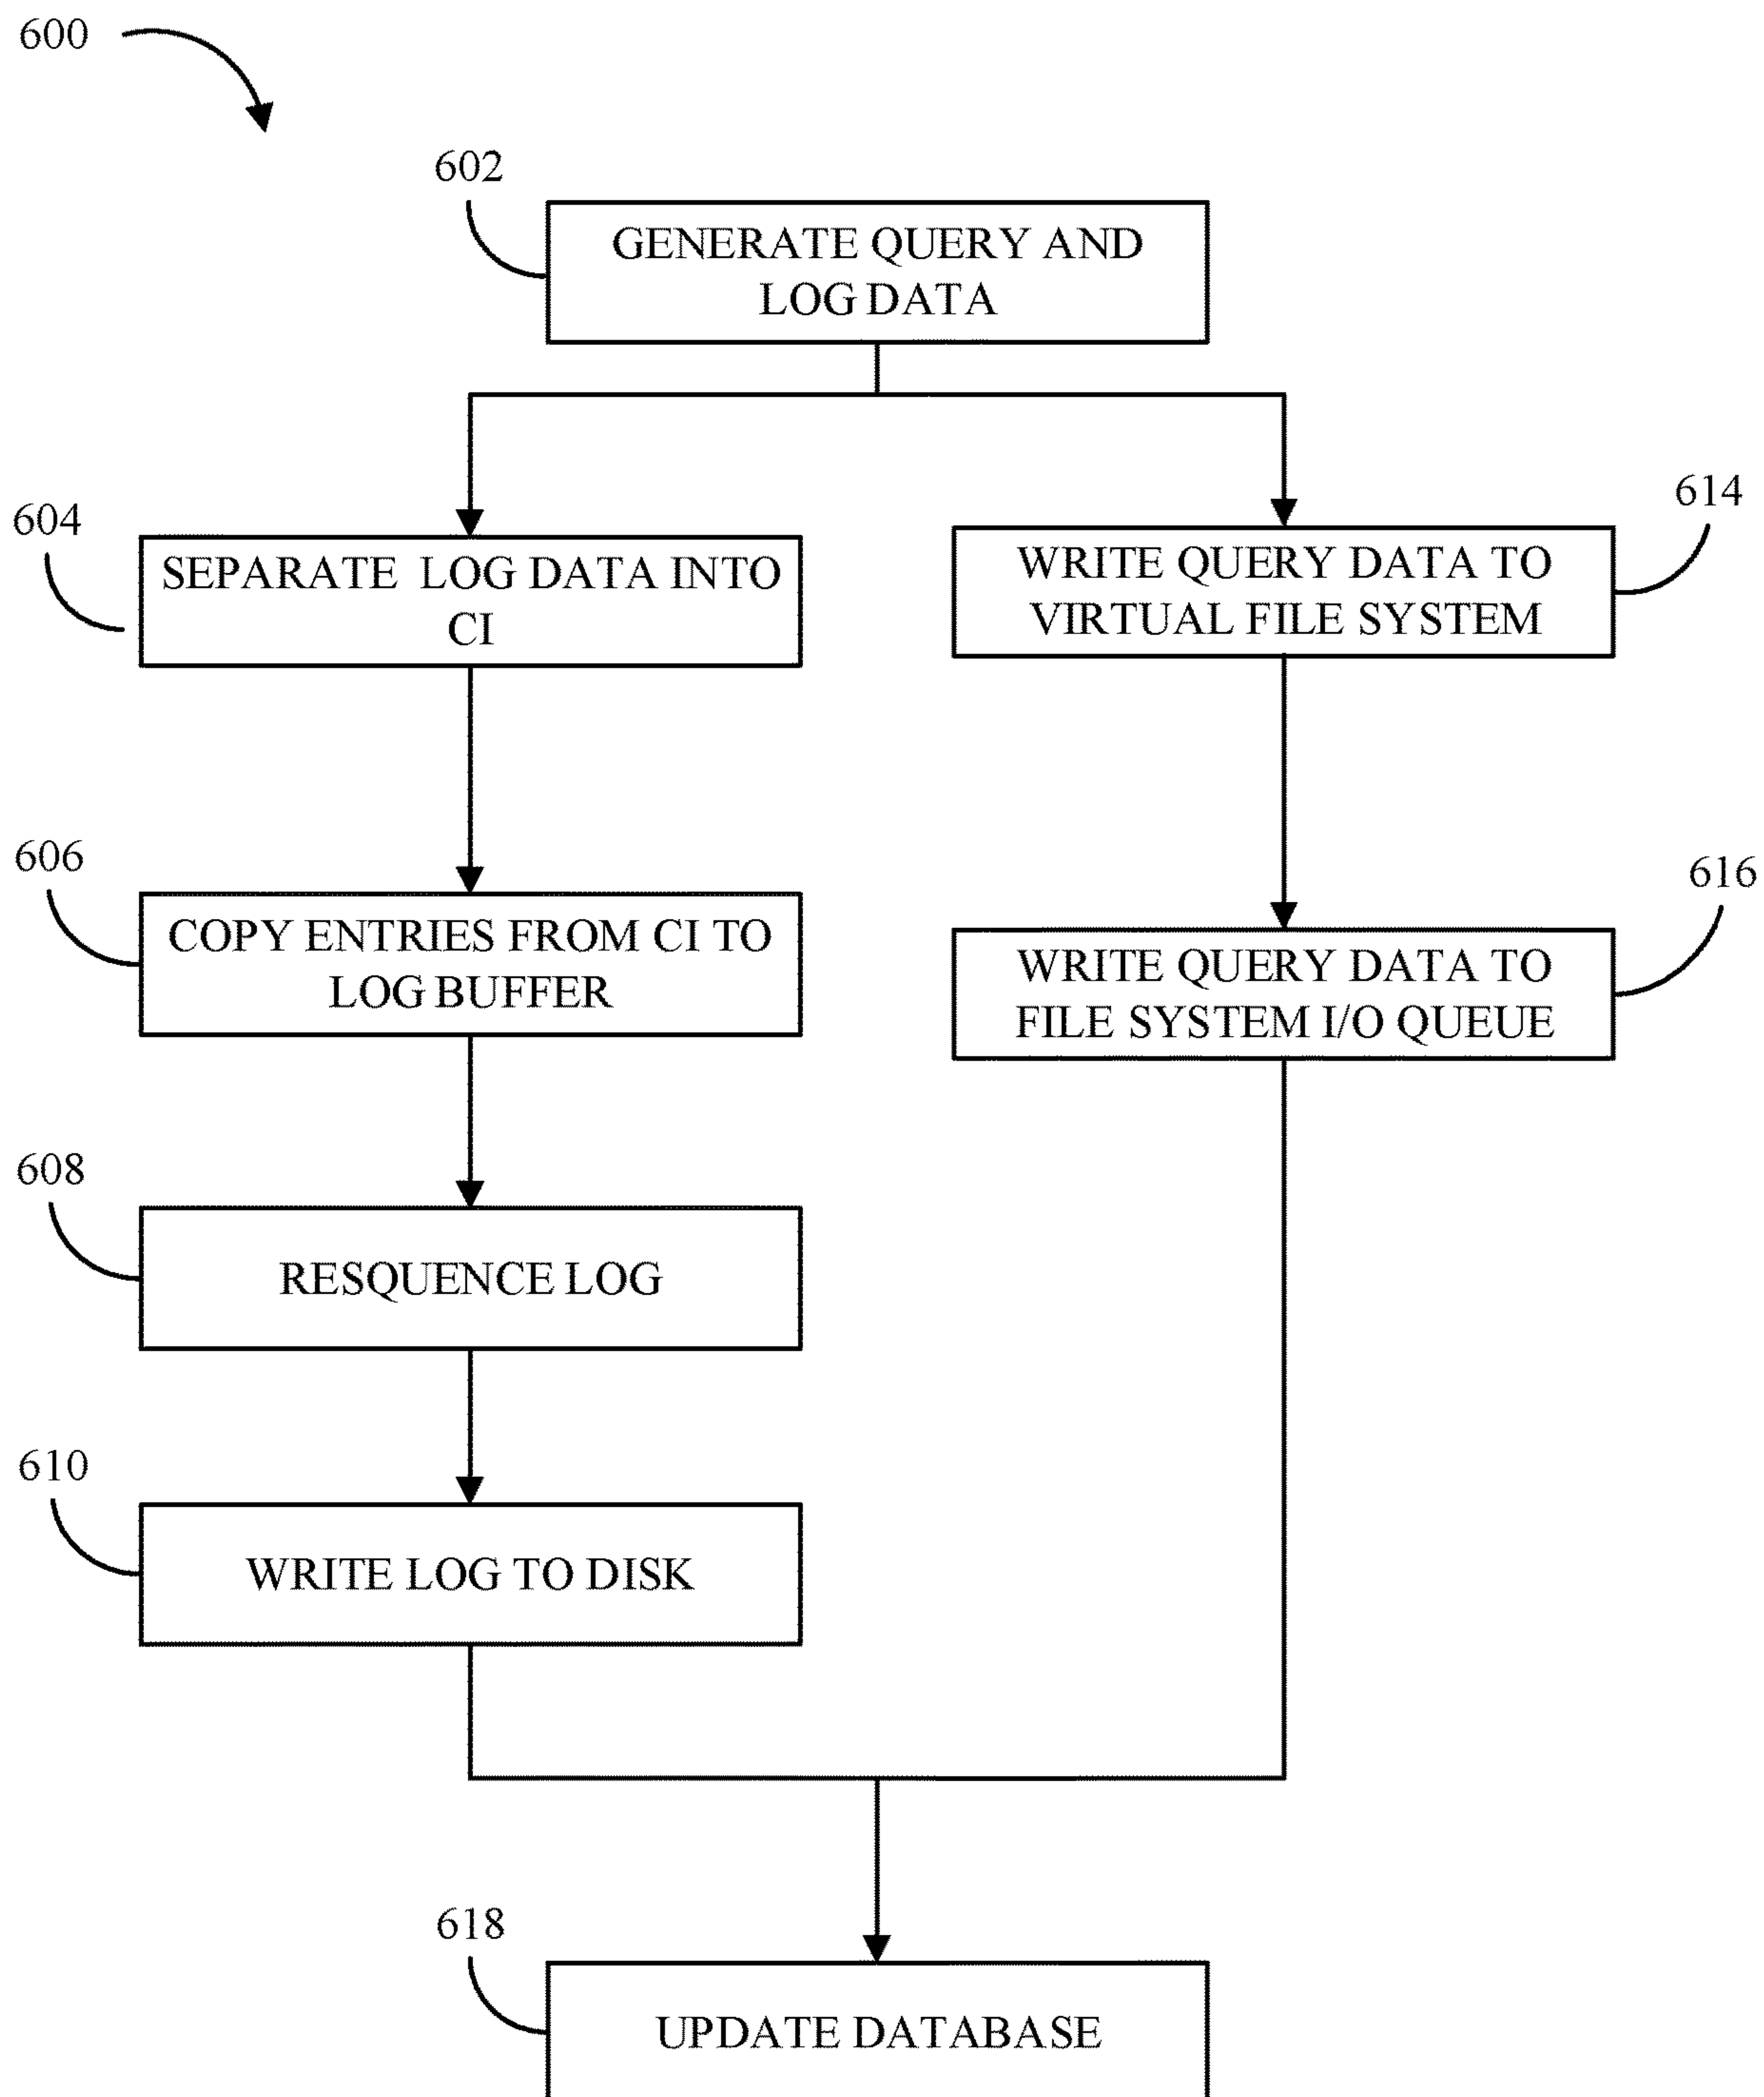 600
602
GENERATE QUERY AND
LOG DATA
604
SEPARATE LOG DATA INTO
CI
614
WRITE QUERY DATA TO
VIRTUAL FILE SYSTEM
606
COPY ENTRIES FROM CI TO
LOG BUFFER
616
WRITE QUERY DATA TO
FILE SYSTEM I/O QUEUE
608
RESQUENCE LOG
610
WRITE LOG TO DISK
618
UPDATE DATABASE